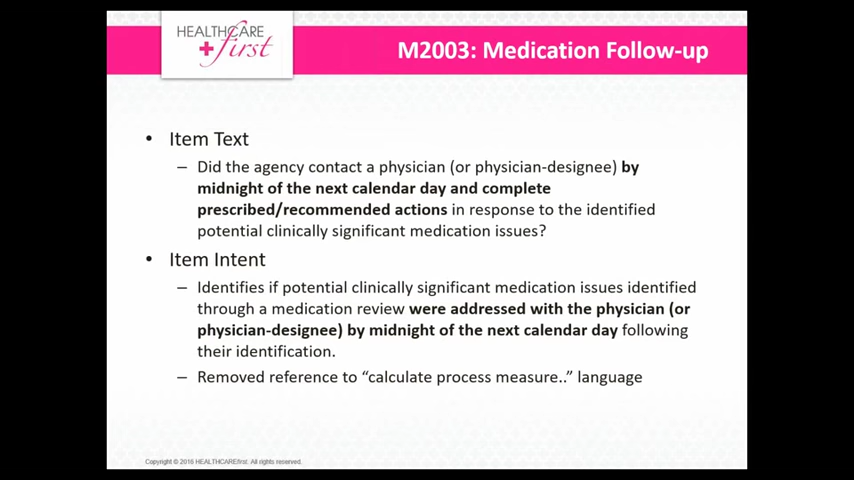 HEALTHCARE
first
M2003: Medication Follow-up
• Item Text
– Did the agency contact a physician (or physician-designee) by
midnight of the next calendar day and complete
prescribed/recommended actions in response to the identified
potential clinically significant medication issues?
• Item Intent
– Identifies if potential clinically significant medication issues identified
through a medication review were addressed with the physician (or
physician-designee) by midnight of the next calendar day following
their identification.
– Removed reference to “calculate process measure..” language
Copyright © 2016 HEALTHCAREfirst. All rights reserved.